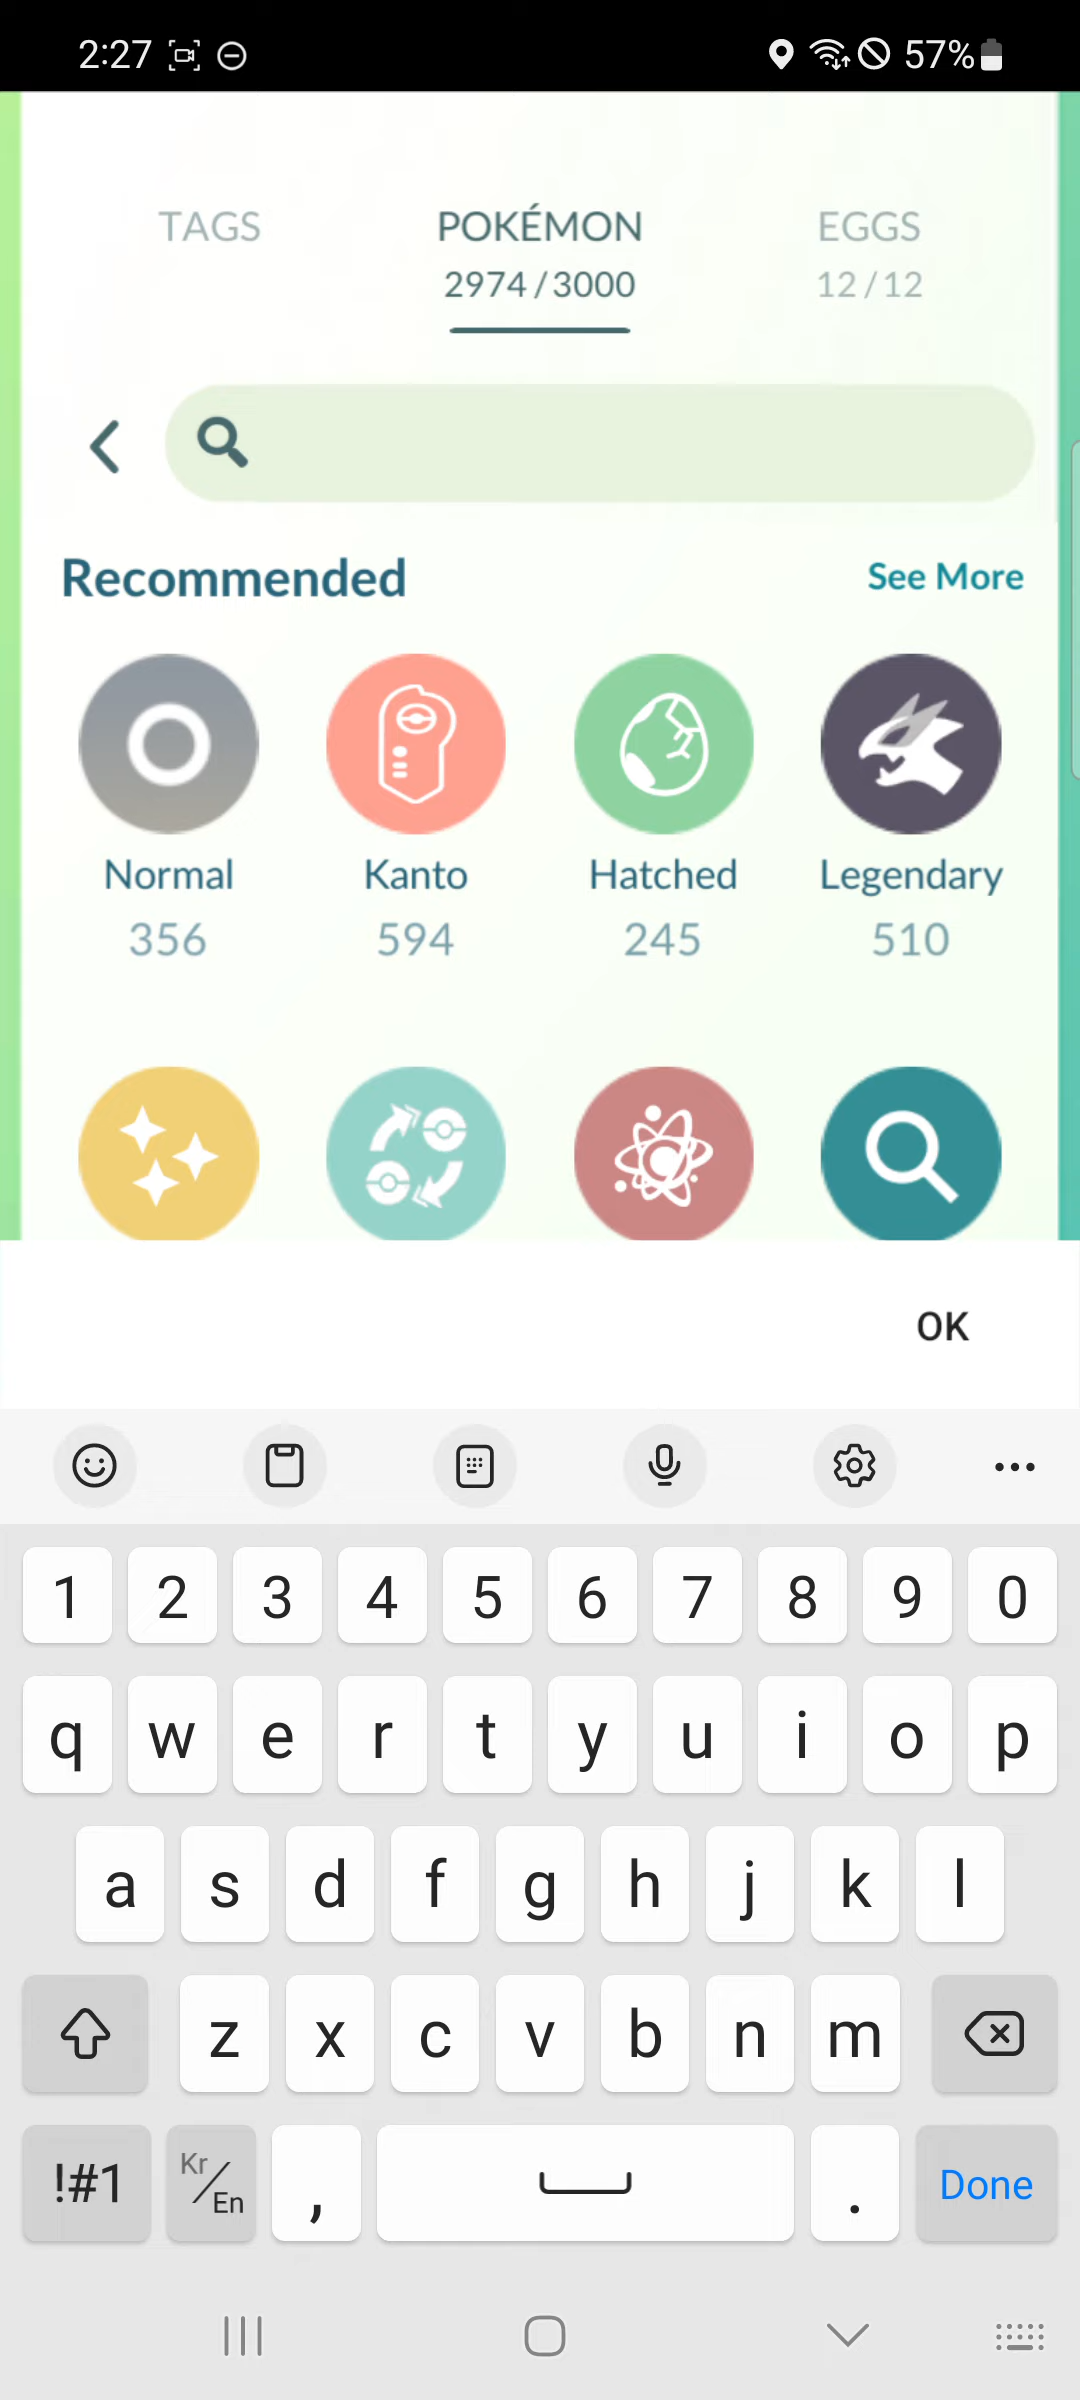 2:27 57%
TAGS POKÉMON EGGS
2974/3000 12/12
Recommended See More
Normal Kanto Hatched Legendary
356 594 245 510
OK
1 2 3 4 5 6 7 8 9 0
q w e r t y u i o p
a s d f g h j k l
z x c v b n m
!#1 Kr/En , . Done